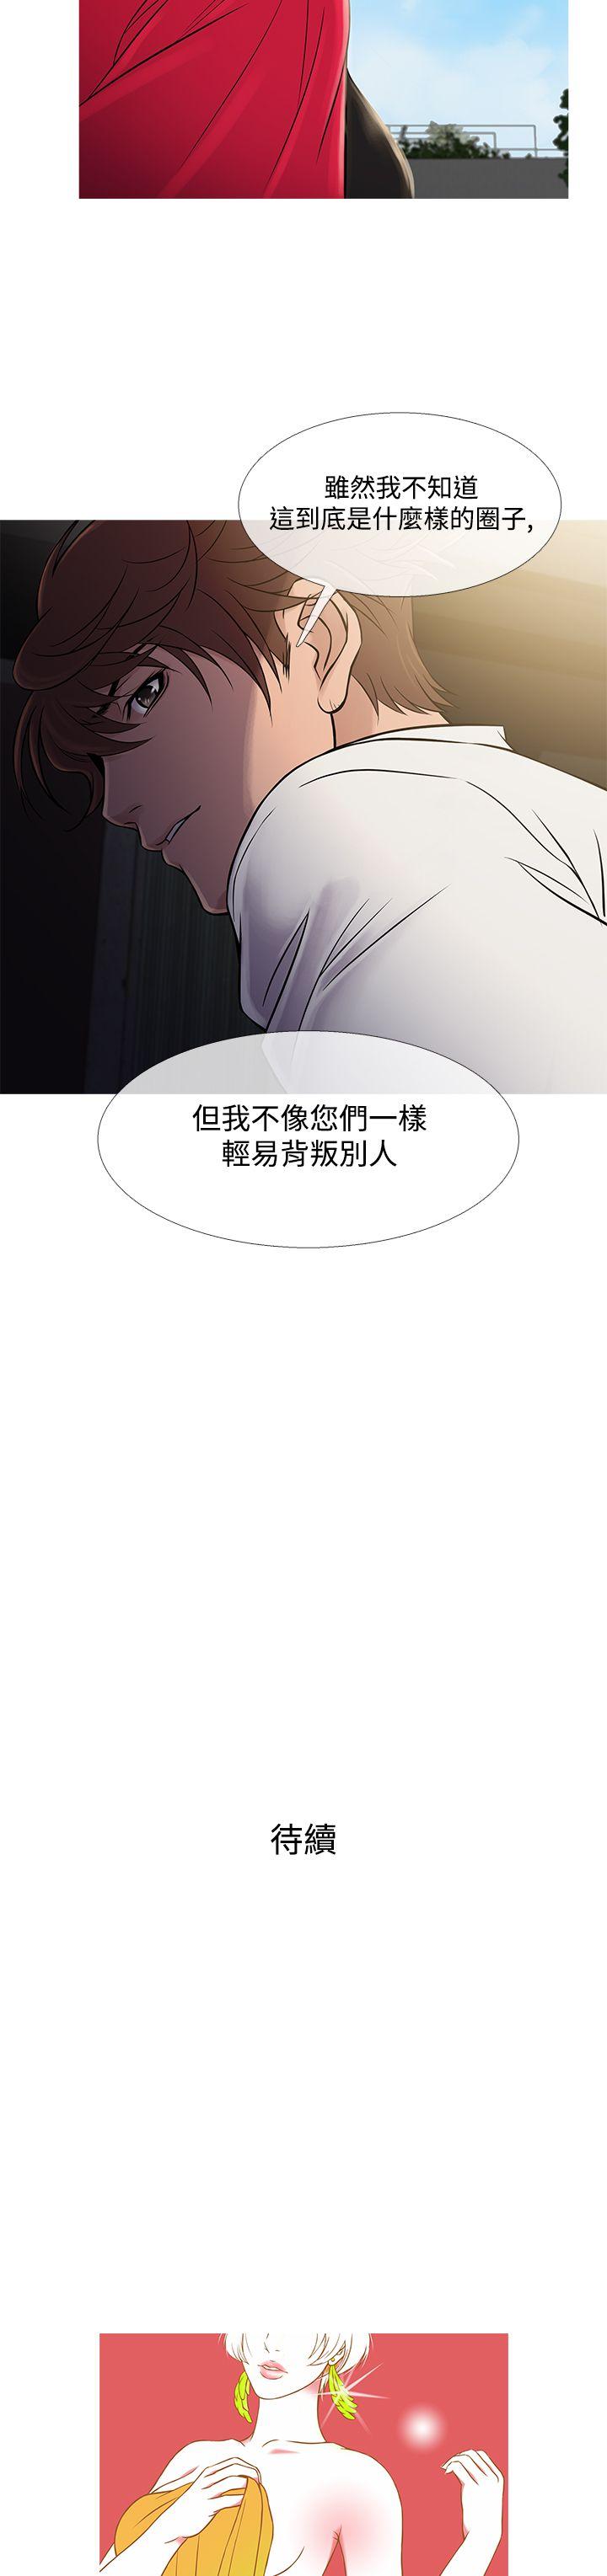 雖然我不知道
這到底是什麼樣的圈子,
但我不像您們一樣
輕易背叛別人
待續